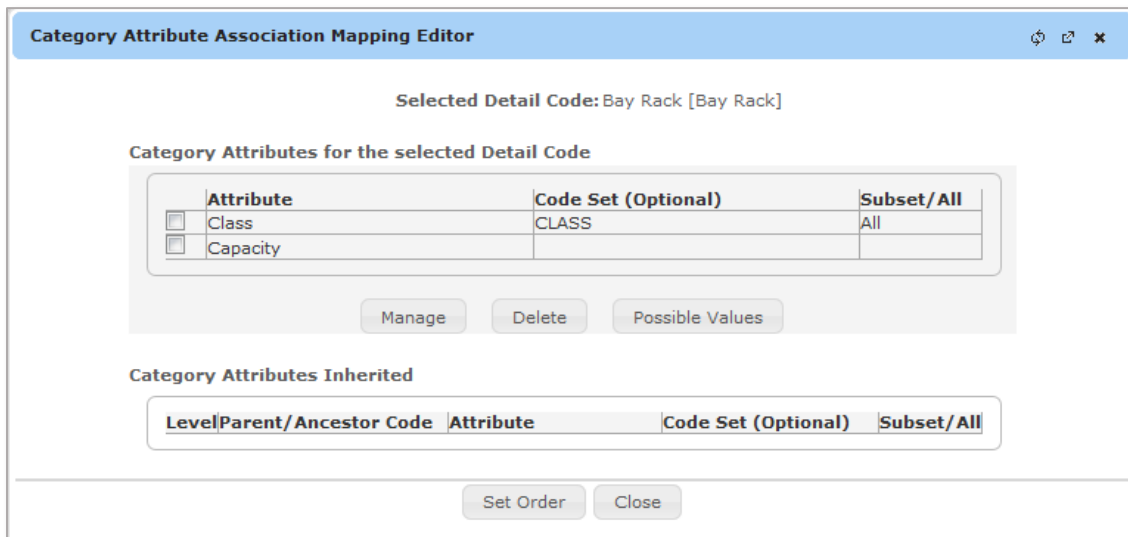 Category Attribute Association Mapping Editor
Selected Detail Code: Bay Rack [Bay Rack]
Category Attributes for the selected Detail Code
Attribute Code Set (Optional) Subset/All
Class CLASS All
Capacity
Manage Delete Possible Values
Category Attributes Inherited
Level Parent/Ancestor Code Attribute Code Set (Optional) Subset/All
Set Order Close